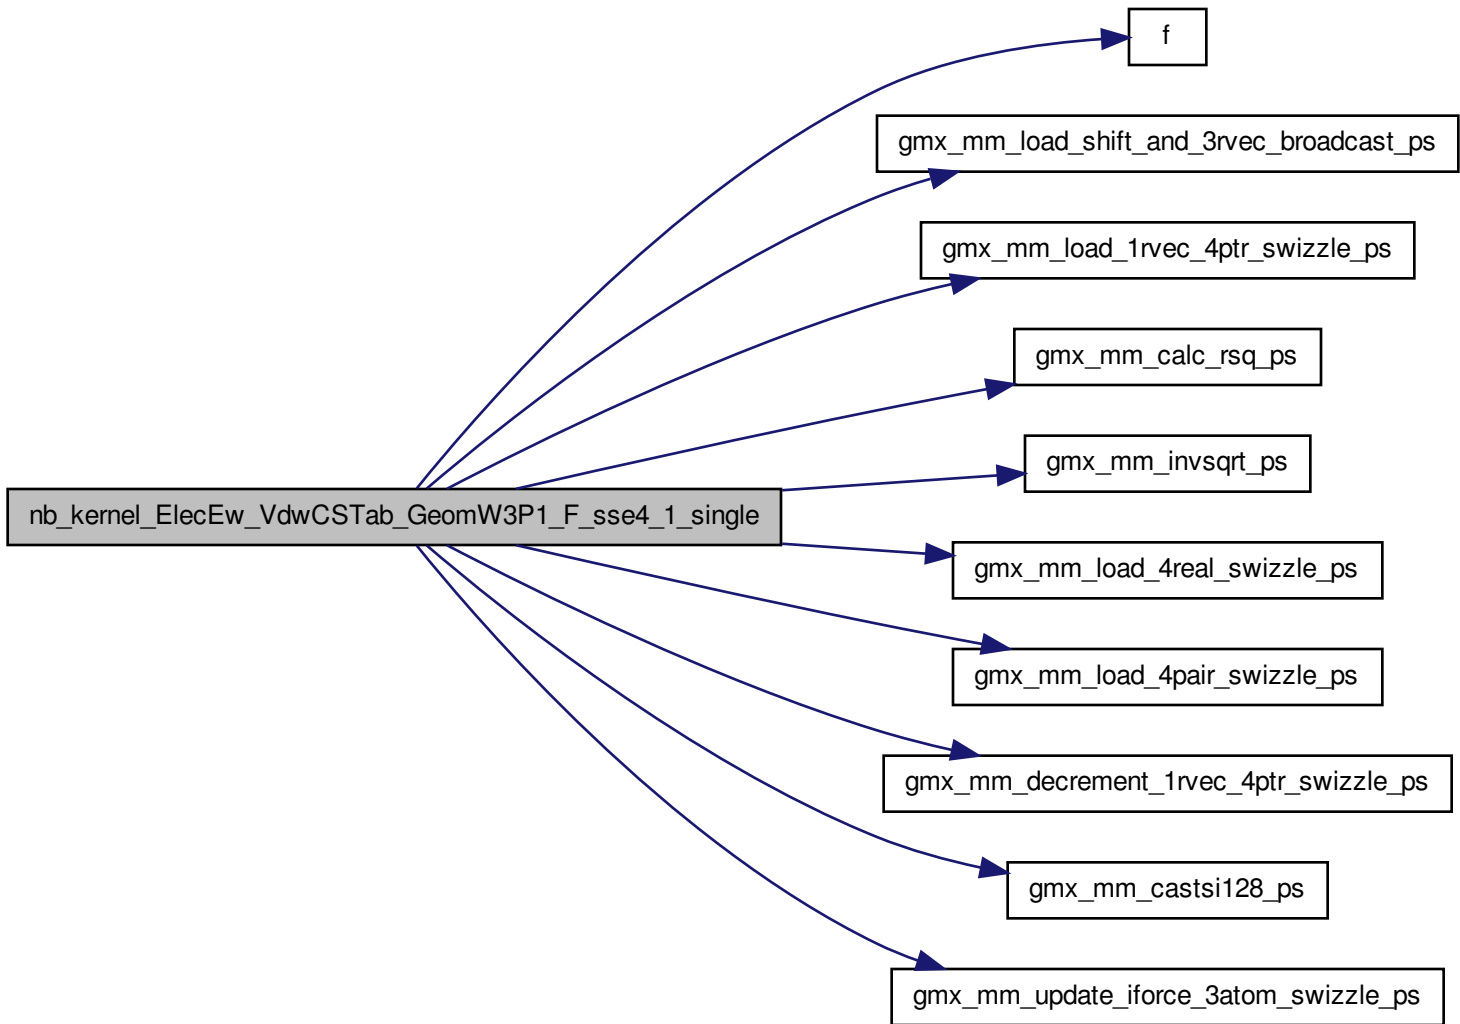 f
gmx_mm_load_shift_and_3rvec_broadcast_ps
gmx_mm_load_1rvec_4ptr_swizzle_ps
gmx_mm_calc_rsq_ps
gmx_mm_invsqrt_ps
nb_kernel_ElecEw_VdwCSTab_GeomW3P1_F_sse4_1_single
gmx_mm_load_4real_swizzle_ps
gmx_mm_load_4pair_swizzle_ps
gmx_mm_decrement_1rvec_4ptr_swizzle_ps
gmx_mm_castsi128_ps
gmx_mm_update_iforce_3atom_swizzle_ps